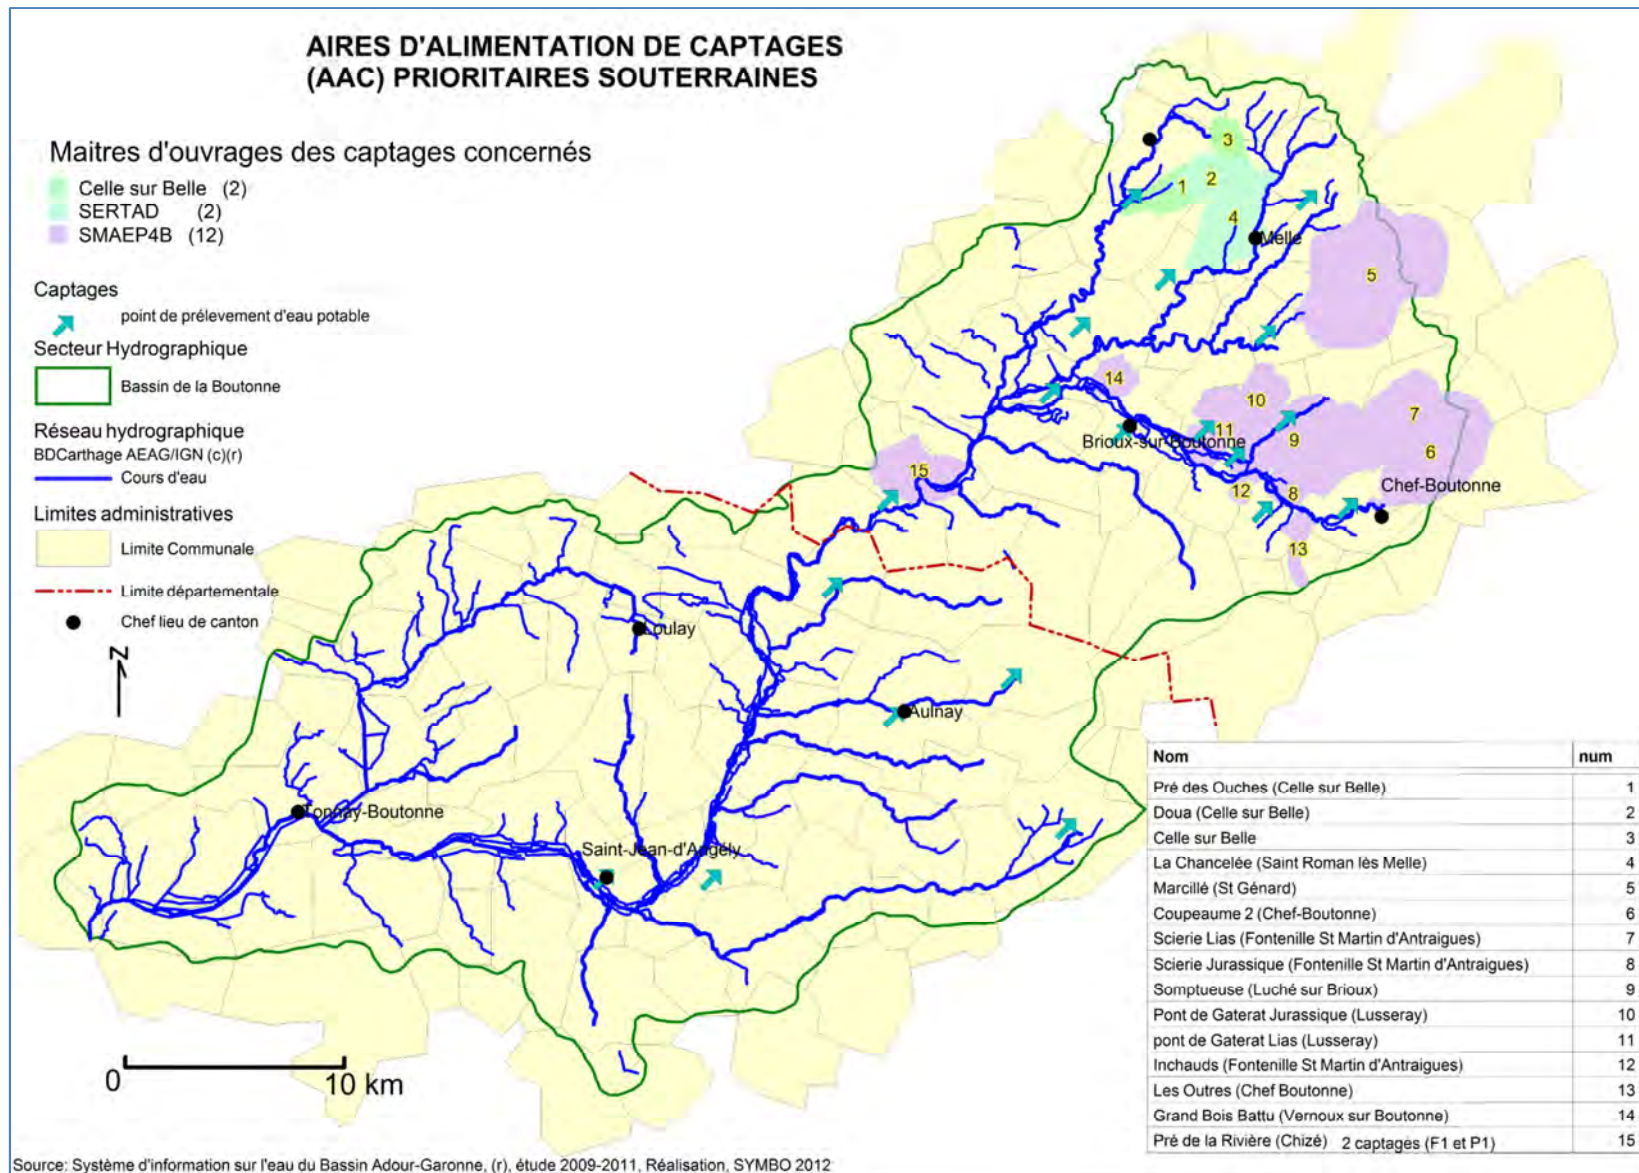 AIRES D'ALIMENTATION DE CAPTAGES
(AAC) PRIORITAIRES SOUTERRAINES
Maitres d'ouvrages des captages concernés
Celle sur Belle (2)
SERTAD (2)
SMAEP4B (12)
Captages
point de prélevement d'eau potable
Secteur Hydrographique
Bassin de la Boutonne
Réseau hydrographique
BDCarthage AEAG/IGN (c)(r)
Cours d'eau
Limites administratives
Limite Communale
Limite départementale
Chef lieu de canton
N
3
1
2
4
Melle
5
14
10
7
11
Brioux-sur-Boutonne
9
6
15
12
8
Chef-Boutonne
13
Loulay
Aulnay
Tonnay-Boutonne
Saint-Jean-d'Angély
0
10 km
Nom num
Pré des Ouches (Celle sur Belle) 1
Doua (Celle sur Belle) 2
Celle sur Belle 3
La Chancelée (Saint Roman lès Melle) 4
Marcillé (St Génard) 5
Coupeaume 2 (Chef-Boutonne) 6
Scierie Lias (Fontenille St Martin d'Antraigues) 7
Scierie Jurassique (Fontenille St Martin d'Antraigues) 8
Somptueuse (Luché sur Brioux) 9
Pont de Gaterat Jurassique (Lusseray) 10
pont de Gaterat Lias (Lusseray) 11
Inchauds (Fontenille St Martin d'Antraigues) 12
Les Outres (Chef Boutonne) 13
Grand Bois Battu (Vernoux sur Boutonne) 14
Pré de la Rivière (Chizé) 2 captages (F1 et P1) 15
Source: Système d'information sur l'eau du Bassin Adour-Garonne, (r), étude 2009-2011, Réalisation, SYMBO 2012